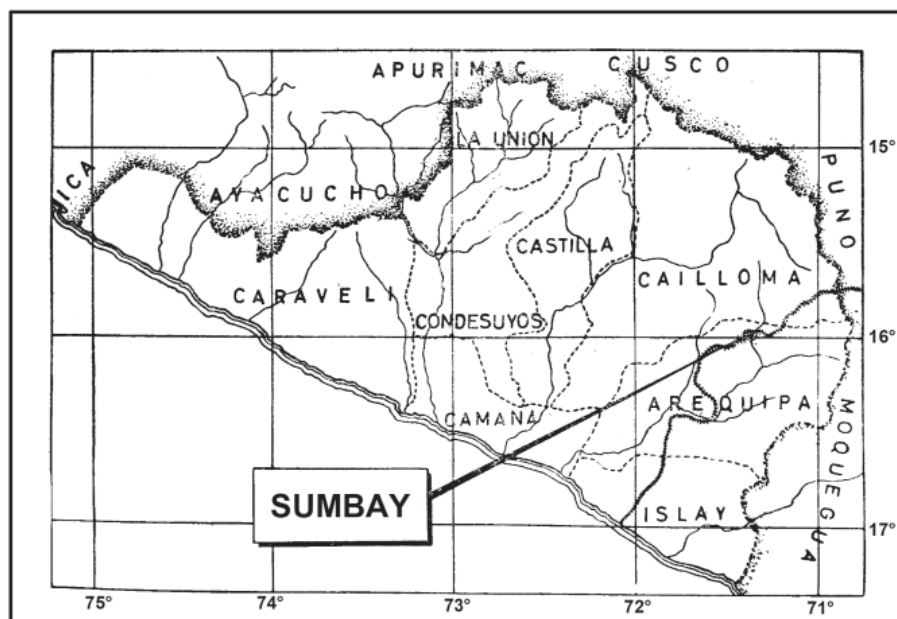 APURIMAC
CUSCO
LA UNION
15°
ICA
AYACUCHO
PUNO
CASTILLA
CARAVELI
CAILLOMA
CONDESUYOS
16°
CAMANA
AREQUIPA
MOQUEGUA
SUMBAY
ISLAY
17°
75°
74°
73°
72°
71°